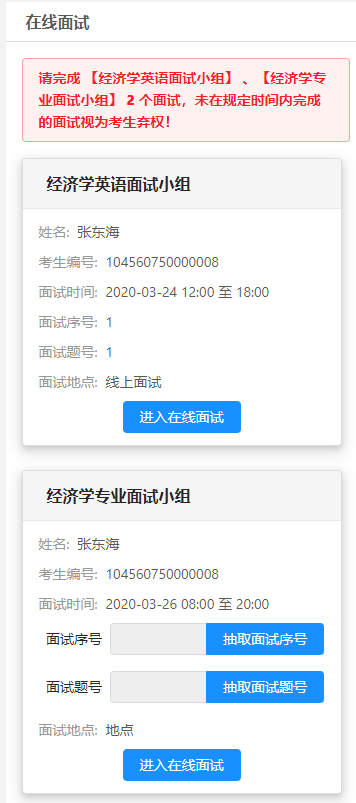 在线面试
请完成 【经济学英语面试小组】 、【经济学专
业面试小组】 2 个面试，未在规定时间内完成
的面试视为考生弃权！
经济学英语面试小组
姓名: 张东海
考生编号: 104560750000008
面试时间: 2020-03-24 12:00 至 18:00
面试序号: 1
面试题号: 1
面试地点: 线上面试
进入在线面试
经济学专业面试小组
姓名: 张东海
考生编号: 104560750000008
面试时间: 2020-03-26 08:00 至 20:00
面试序号 抽取面试序号
面试题号 抽取面试题号
面试地点: 地点
进入在线面试